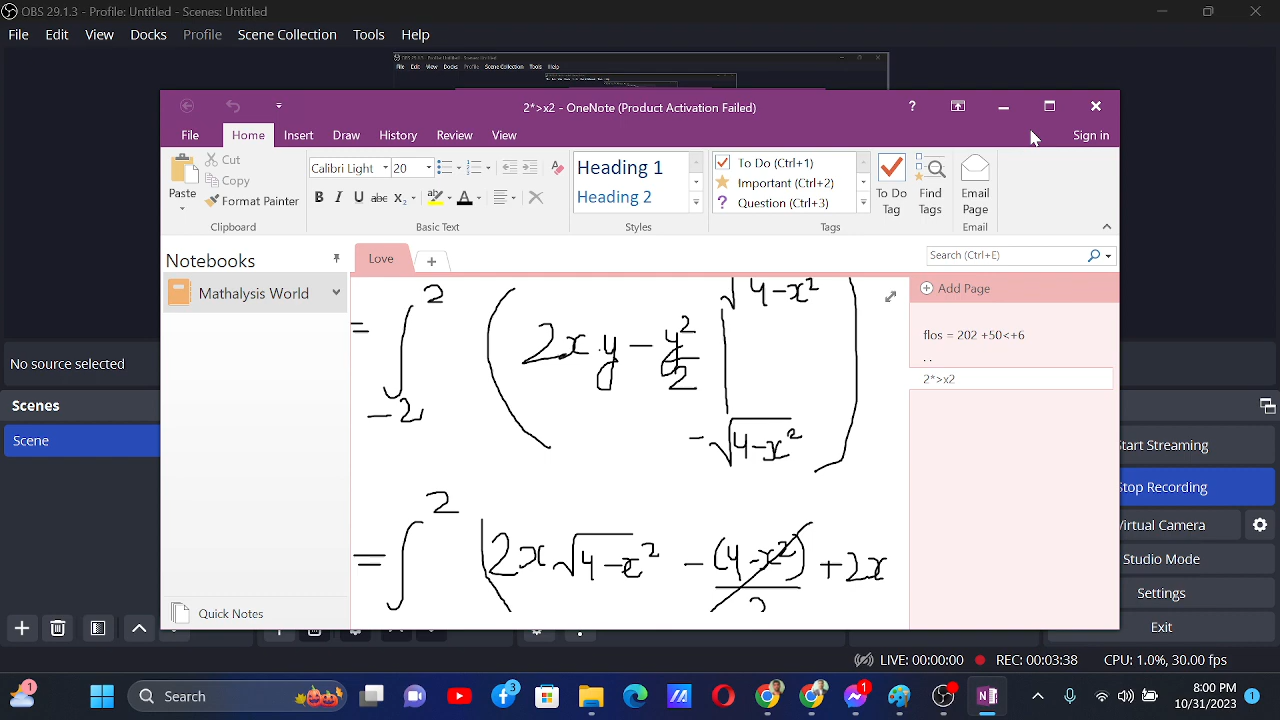 OBS 29.1.3 - Profile: Untitled - Scenes: Untitled
File Edit View Docks Profile Scene Collection Tools Help
2*>x2 - OneNote (Product Activation Failed)
?
File Home Insert Draw History Review View Sign in
Paste
Cut
Copy
Format Painter
Clipboard
Calibri Light 20
B I U abc X₂ A
Basic Text
Heading 1
Heading 2
Styles
To Do (Ctrl+1)
Important (Ctrl+2)
? Question (Ctrl+3)
Tags
To Do Tag
Find Tags
Email Page
Email
Notebooks
Mathalysis World
Quick Notes
Love +
Search (Ctrl+E)
Add Page
flos = 202 +50<+6
. .
2*>x2
= ∫_{-2}^{2} ( 2xy - y²/2 |_{-√(4-x²)}^{√(4-x²)} )
= ∫^{2} ( 2x √(4-x²) - (4-x²)/2 + 2x
No source selected
Scenes
Scene
Start Streaming
Stop Recording
Virtual Camera
Studio Mode
Settings
Exit
LIVE: 00:00:00 REC: 00:03:38 CPU: 1.0%, 30.00 fps
1
Search
3
1
8:00 PM
10/31/2023